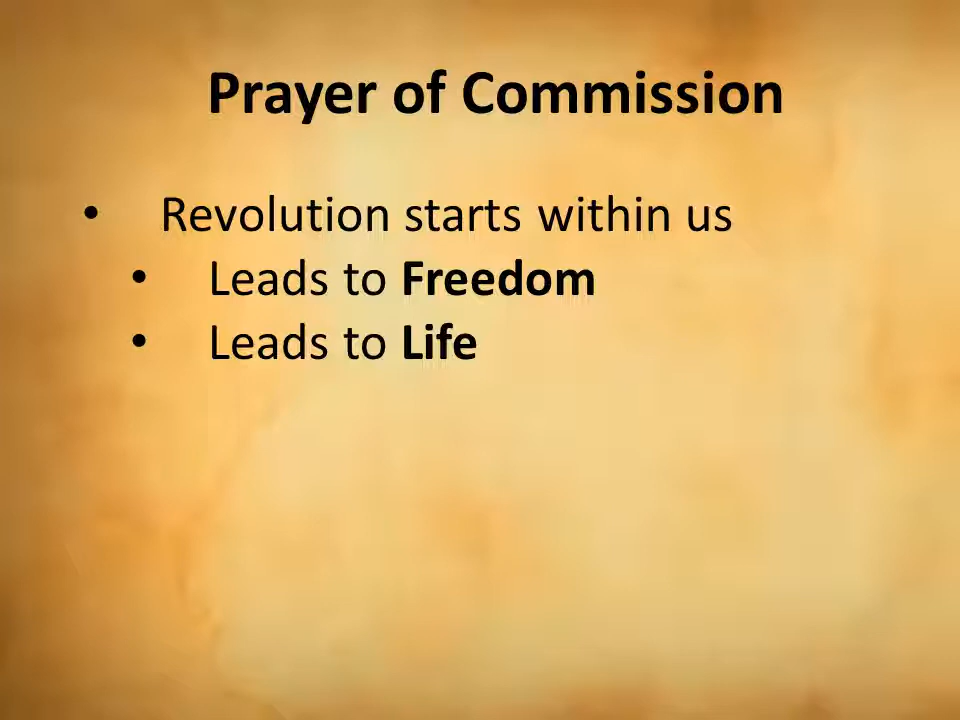 Prayer of Commission
• Revolution starts within us
• Leads to Freedom
• Leads to Life